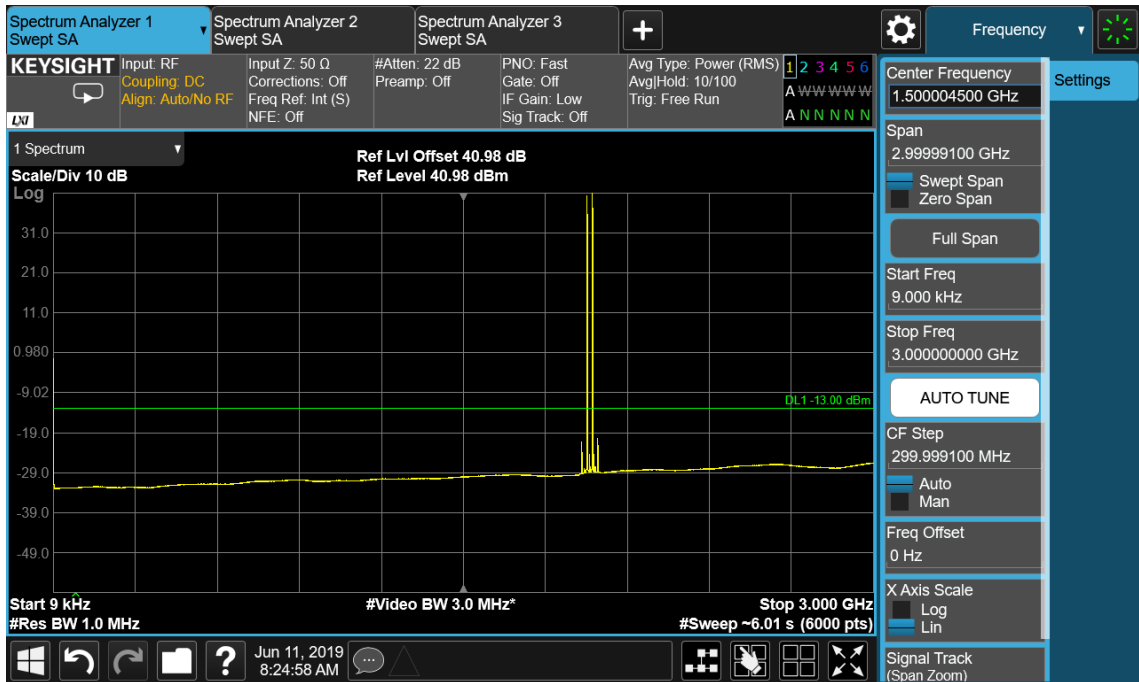 Spectrum Analyzer 1
Swept SA
Spectrum Analyzer 2
Swept SA
Spectrum Analyzer 3
Swept SA
Frequency
KEYSIGHT
LXI
Input: RF
Coupling: DC
Align: Auto/No RF
Input Z: 50 Ω
Corrections: Off
Freq Ref: Int (S)
NFE: Off
#Atten: 22 dB
Preamp: Off
PNO: Fast
Gate: Off
IF Gain: Low
Sig Track: Off
Avg Type: Power (RMS)
Avg|Hold: 10/100
Trig: Free Run
1 2 3 4 5 6
A W W W W W
A N N N N N
1 Spectrum
Scale/Div 10 dB
Log
Ref Lvl Offset 40.98 dB
Ref Level 40.98 dBm
31.0
21.0
11.0
0.980
-9.02
-19.0
-29.0
-39.0
-49.0
DL1 -13.00 dBm
Start 9 kHz
#Res BW 1.0 MHz
#Video BW 3.0 MHz*
Stop 3.000 GHz
#Sweep ~6.01 s (6000 pts)
Jun 11, 2019
8:24:58 AM
Center Frequency
1.500004500 GHz
Settings
Span
2.99999100 GHz
Swept Span
Zero Span
Full Span
Start Freq
9.000 kHz
Stop Freq
3.000000000 GHz
AUTO TUNE
CF Step
299.999100 MHz
Auto
Man
Freq Offset
0 Hz
X Axis Scale
Log
Lin
Signal Track
(Span Zoom)